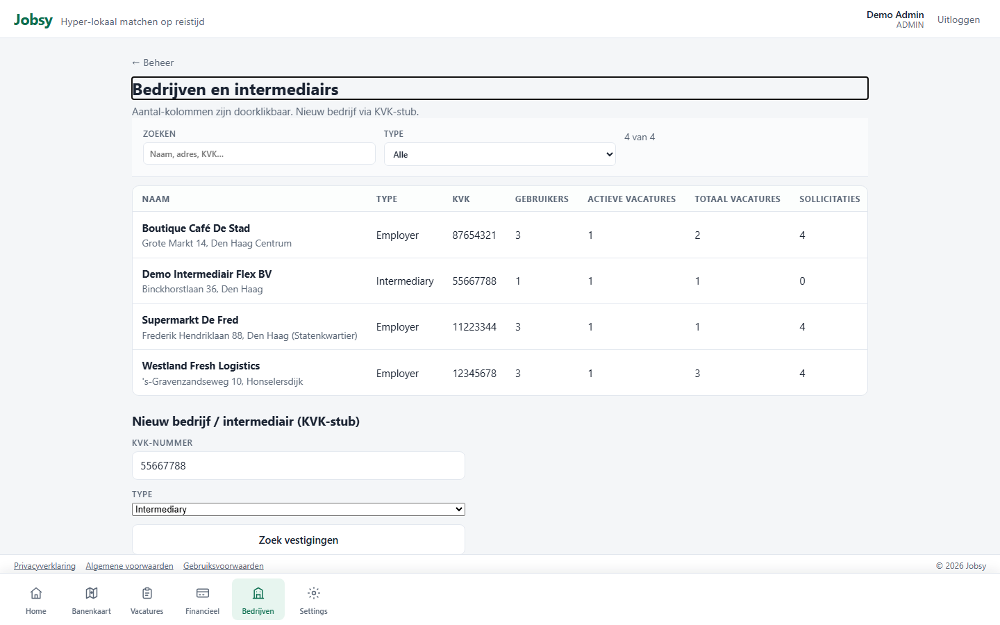 Jobsy Hyper-lokaal matchen op reistijd
Demo Admin
ADMIN
Uitloggen
← Beheer
Bedrijven en intermediairs
Aantal-kolommen zijn doorklikbaar. Nieuw bedrijf via KVK-stub.
ZOEKEN
Naam, adres, KVK...
TYPE
Alle
4 van 4
NAAM TYPE KVK GEBRUIKERS ACTIEVE VACATURES TOTAAL VACATURES SOLLICITATIES
Boutique Café De Stad
Grote Markt 14, Den Haag Centrum
Employer 87654321 3 1 2 4
Demo Intermediair Flex BV
Binckhorstlaan 36, Den Haag
Intermediary 55667788 1 1 1 0
Supermarkt De Fred
Frederik Hendriklaan 88, Den Haag (Statenkwartier)
Employer 11223344 3 1 1 4
Westland Fresh Logistics
's-Gravenzandseweg 10, Honselersdijk
Employer 12345678 3 1 3 4
Nieuw bedrijf / intermediair (KVK-stub)
KVK-NUMMER
55667788
TYPE
Intermediary
Zoek vestigingen
Privacyverklaring Algemene voorwaarden Gebruiksvoorwaarden © 2026 Jobsy
Home Banenkaart Vacatures Financieel Bedrijven Settings